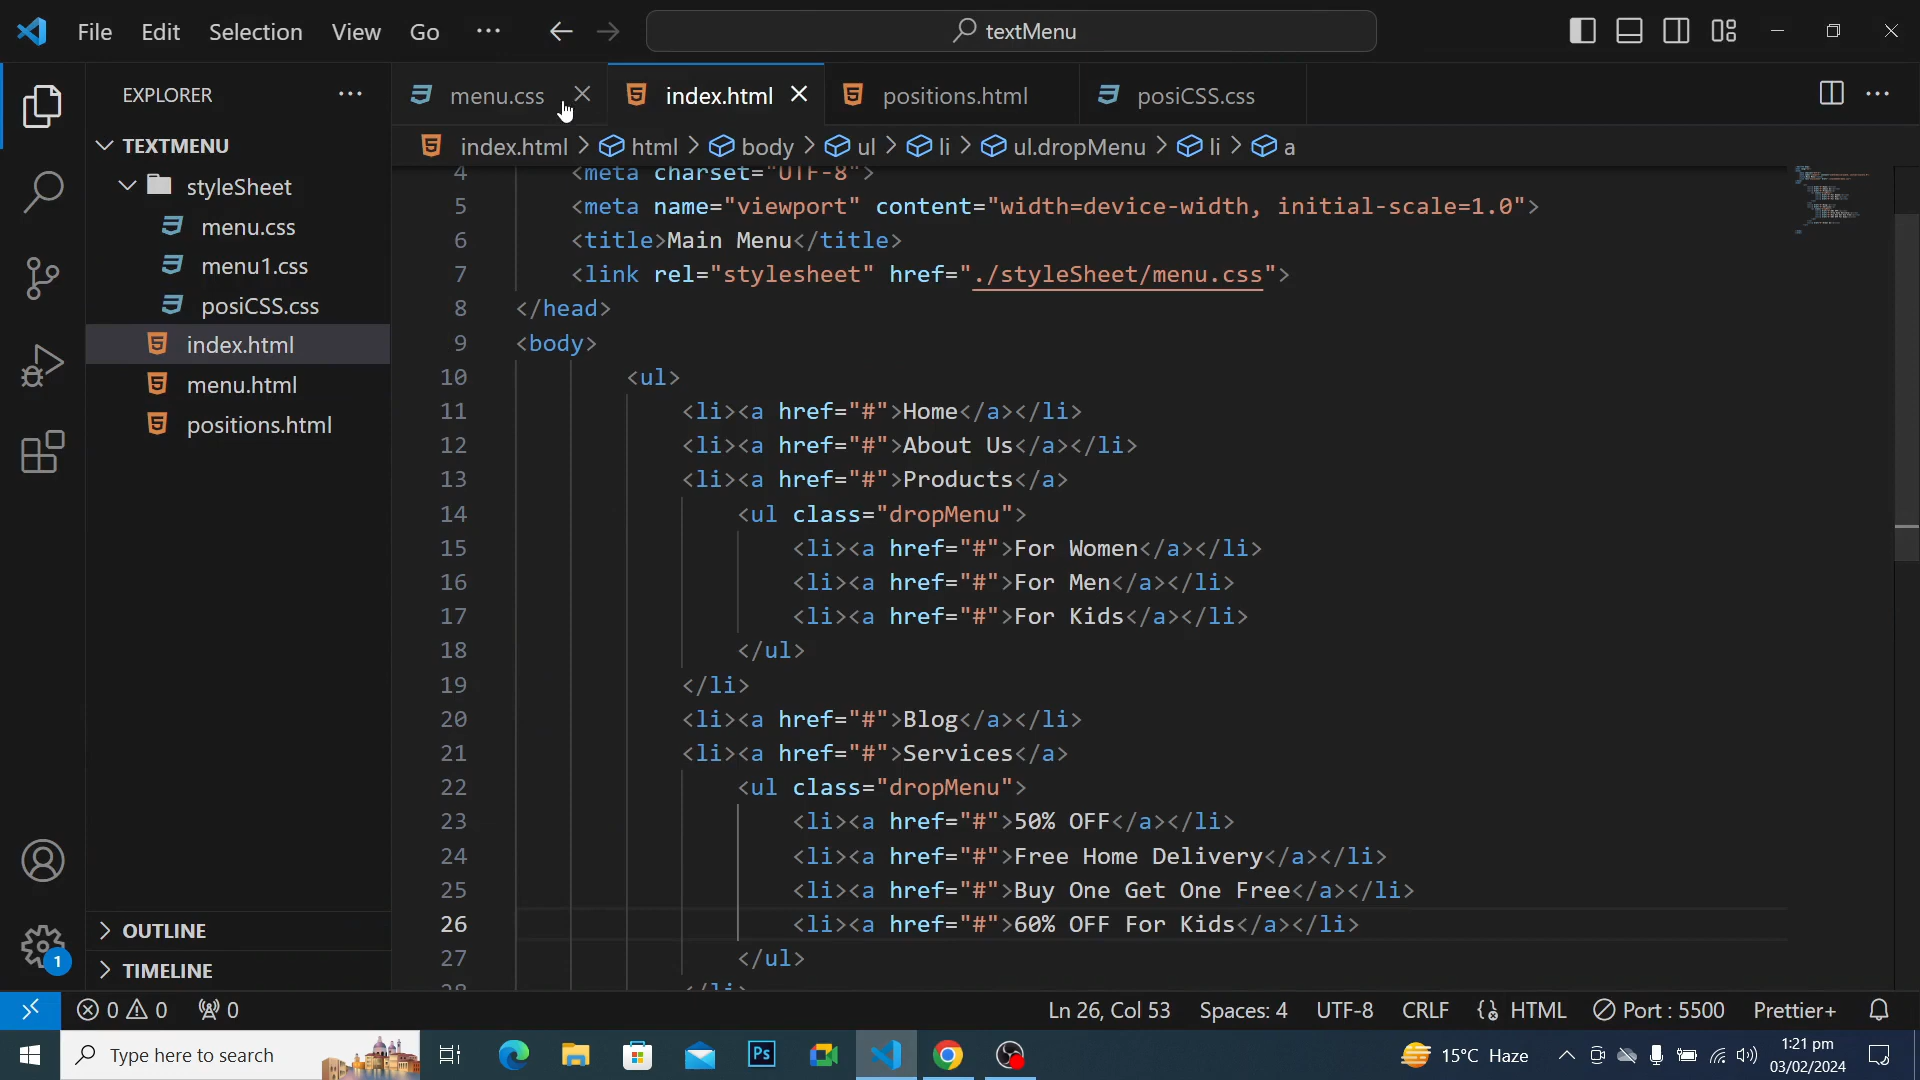 File Edit Selection View Go ··· textMenu
EXPLORER ···
TEXTMENU
styleSheet
menu.css
menu1.css
posiCSS.css
index.html
menu.html
positions.html
OUTLINE
TIMELINE
menu.css index.html positions.html posiCSS.css ···
index.html > html > body > ul > li > ul.dropMenu > li > a
4 <meta charset="UTF-8">
5 <meta name="viewport" content="width=device-width, initial-scale=1.0">
6 <title>Main Menu</title>
7 <link rel="stylesheet" href="./styleSheet/menu.css">
8 </head>
9 <body>
10 <ul>
11 <li><a href="#">Home</a></li>
12 <li><a href="#">About Us</a></li>
13 <li><a href="#">Products</a>
14 <ul class="dropMenu">
15 <li><a href="#">For Women</a></li>
16 <li><a href="#">For Men</a></li>
17 <li><a href="#">For Kids</a></li>
18 </ul>
19 </li>
20 <li><a href="#">Blog</a></li>
21 <li><a href="#">Services</a>
22 <ul class="dropMenu">
23 <li><a href="#">50% OFF</a></li>
24 <li><a href="#">Free Home Delivery</a></li>
25 <li><a href="#">Buy One Get One Free</a></li>
26 <li><a href="#">60% OFF For Kids</a></li>
27 </ul>
28 </li>
1
0 0 0 Ln 26, Col 53 Spaces: 4 UTF-8 CRLF HTML Port : 5500 Prettier+
Type here to search Ps 15°C Haze 1:21 pm
03/02/2024